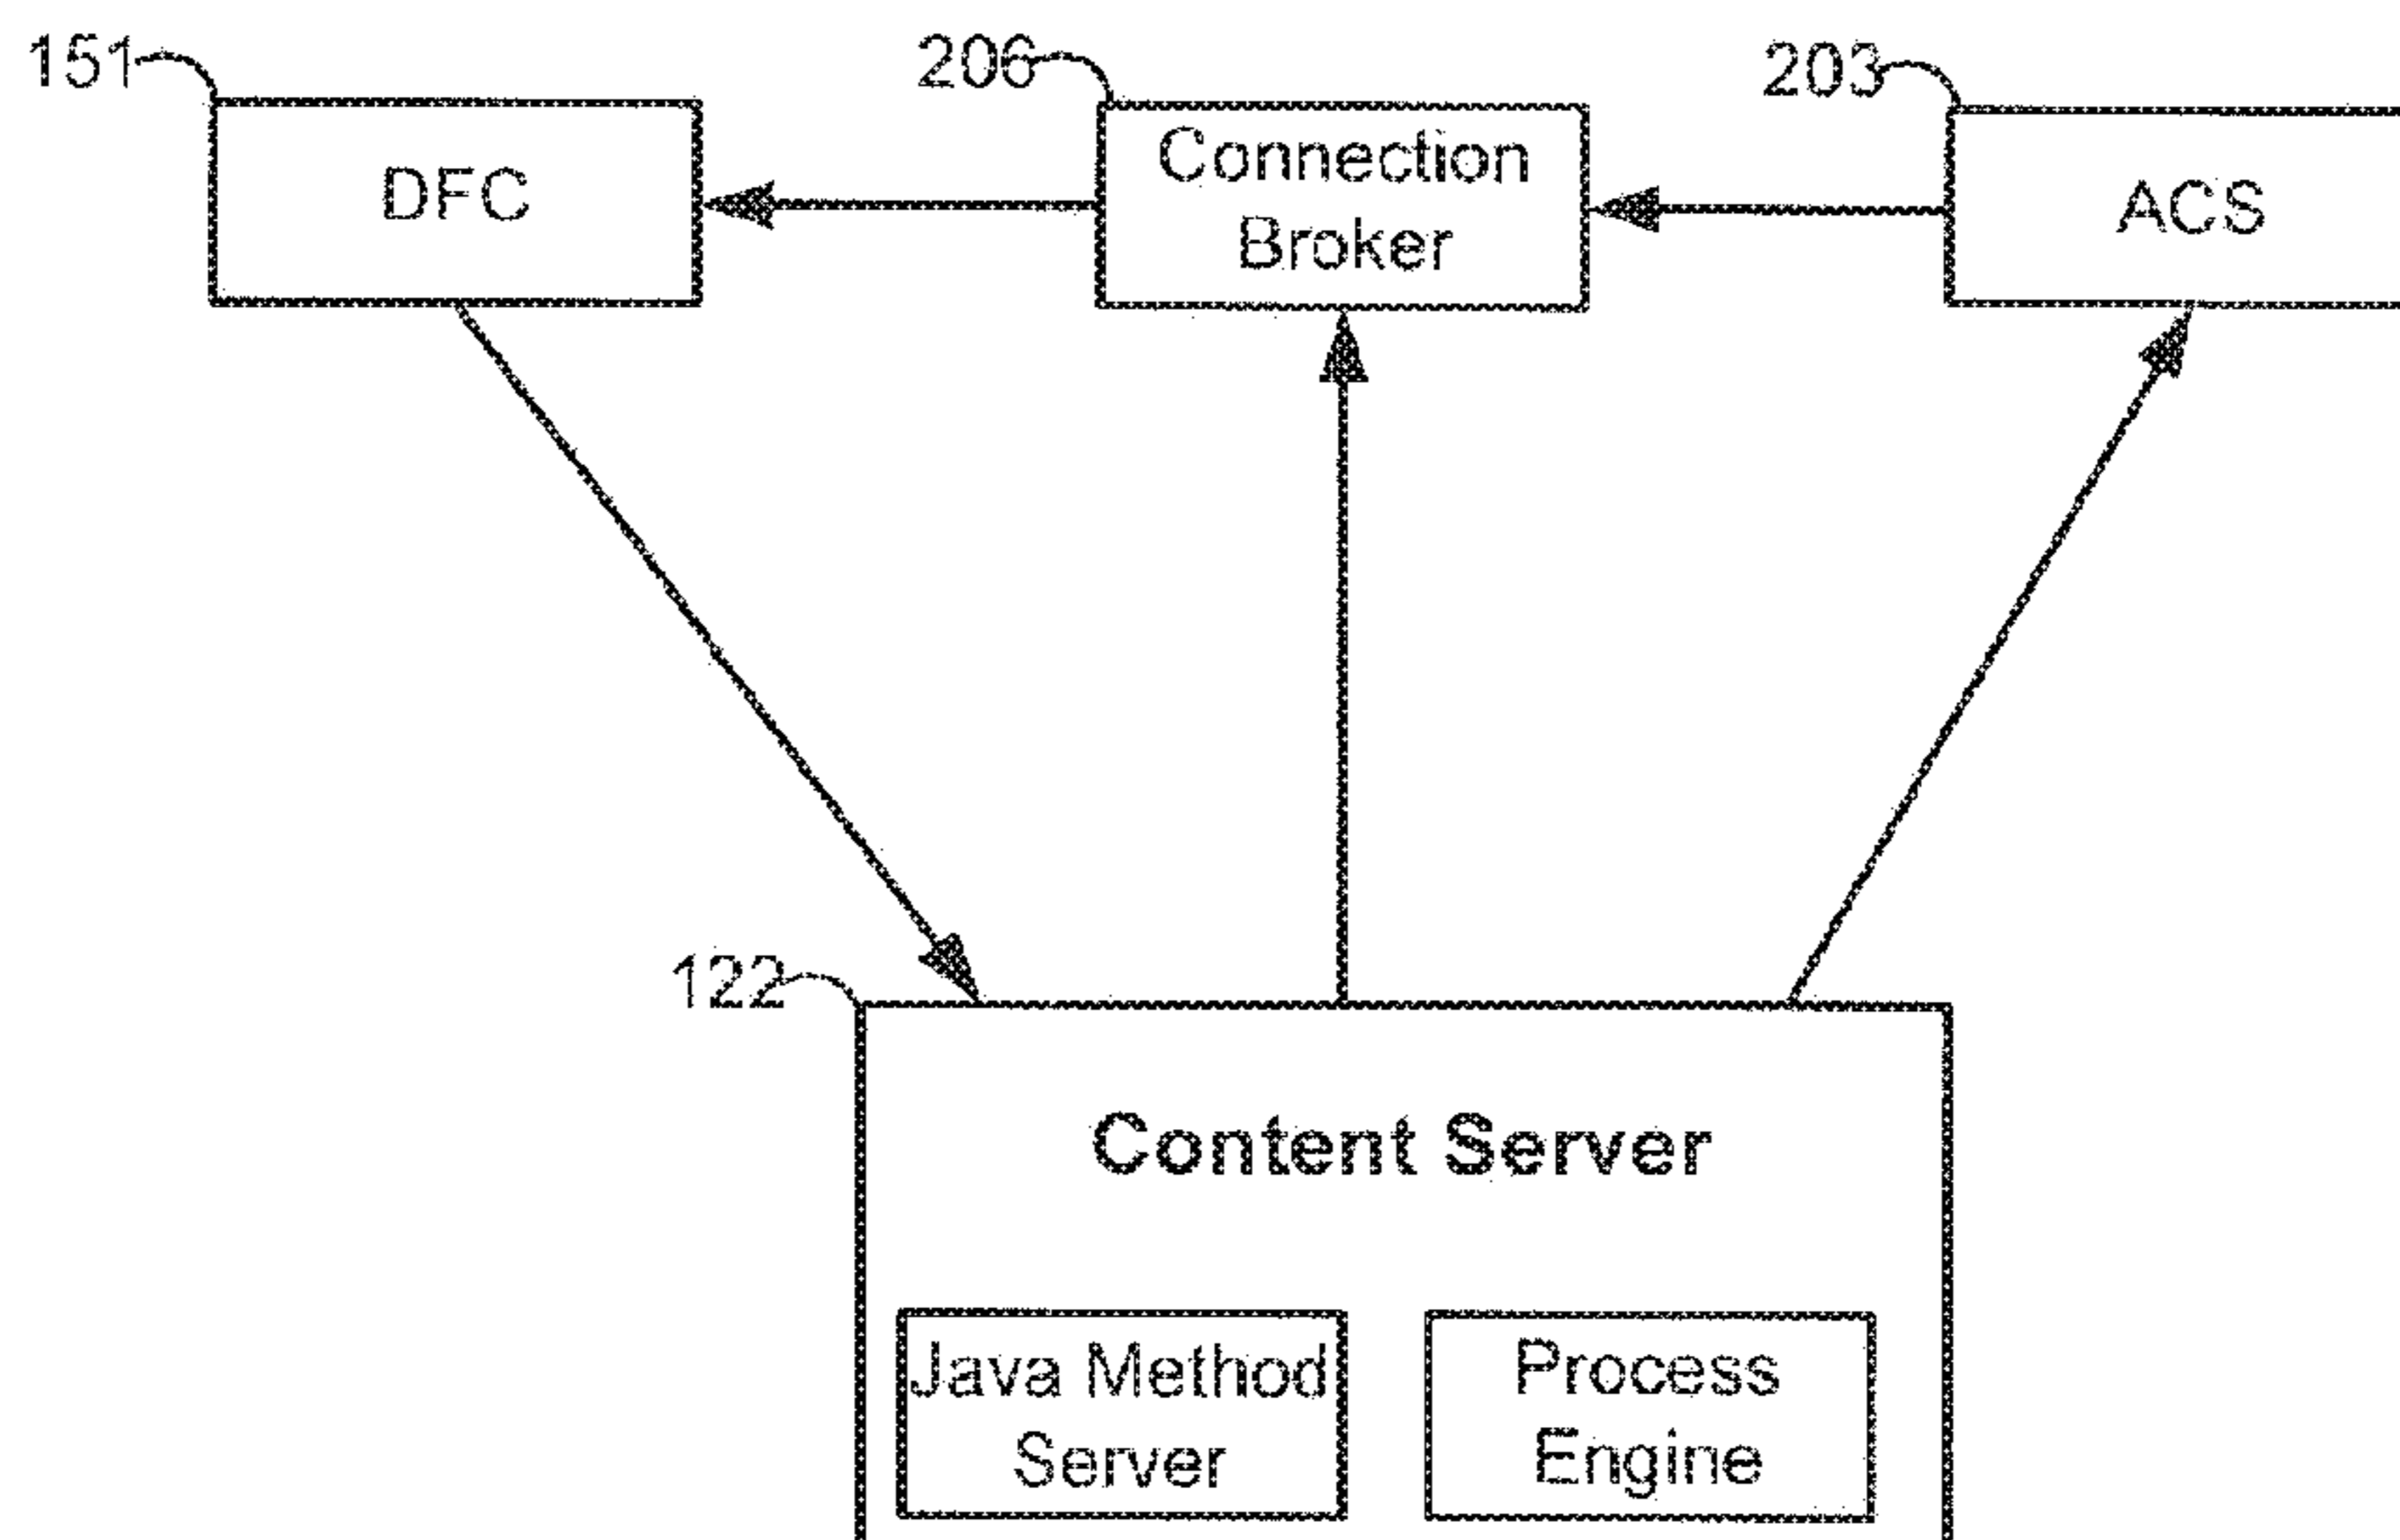 151
206
203
DFC
Connection
Broker
ACS
122
Content Server
Java Method
Server
Process
Engine